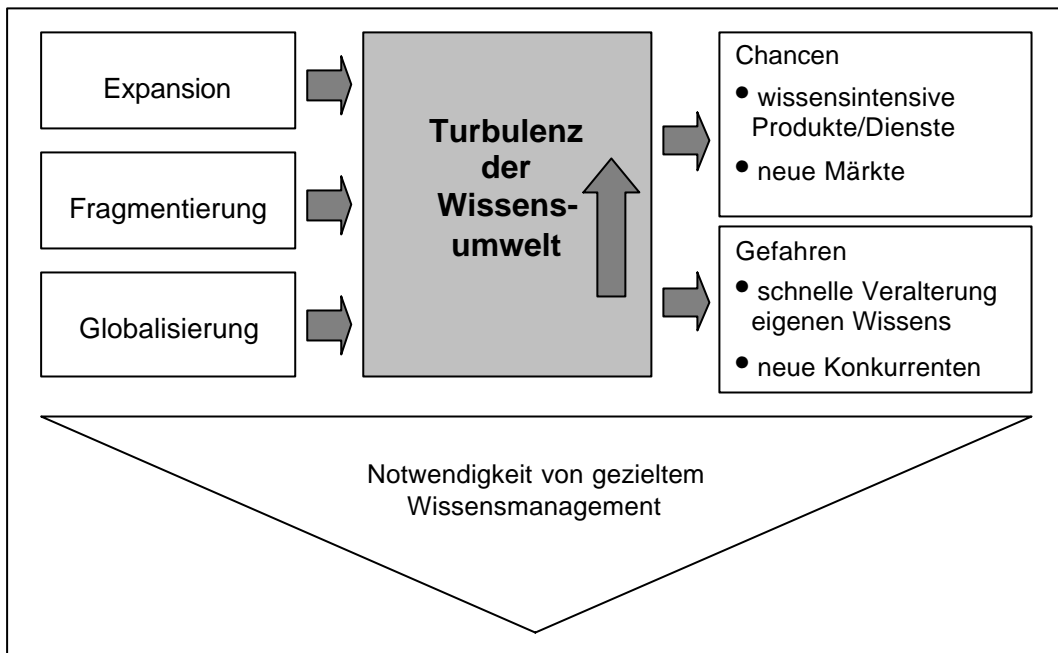 Expansion
Fragmentierung
Globalisierung
Turbulenz
der
Wissens-
umwelt
Chancen
• wissensintensive
Produkte/Dienste
• neue Märkte
Gefahren
• schnelle Veralterung
eigenen Wissens
• neue Konkurrenten
Notwendigkeit von gezieltem
Wissensmanagement